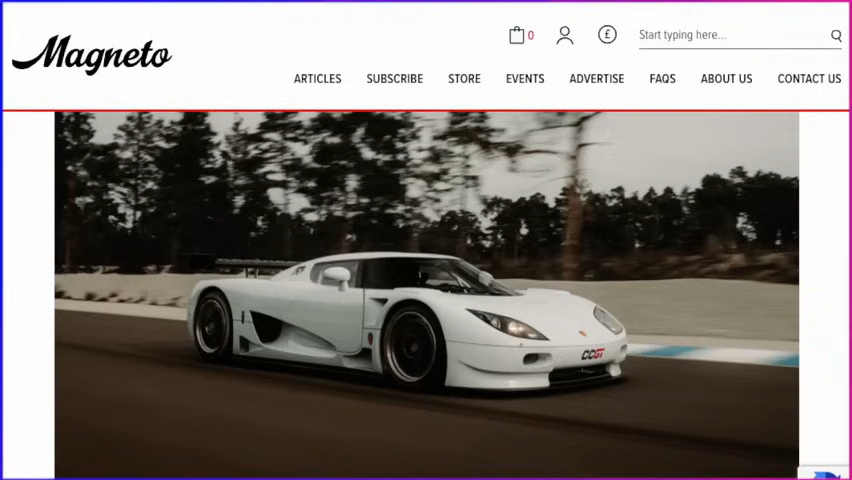 Magneto
0
£
Start typing here...
ARTICLES
SUBSCRIBE
STORE
EVENTS
ADVERTISE
FAQS
ABOUT US
CONTACT US
CCGT